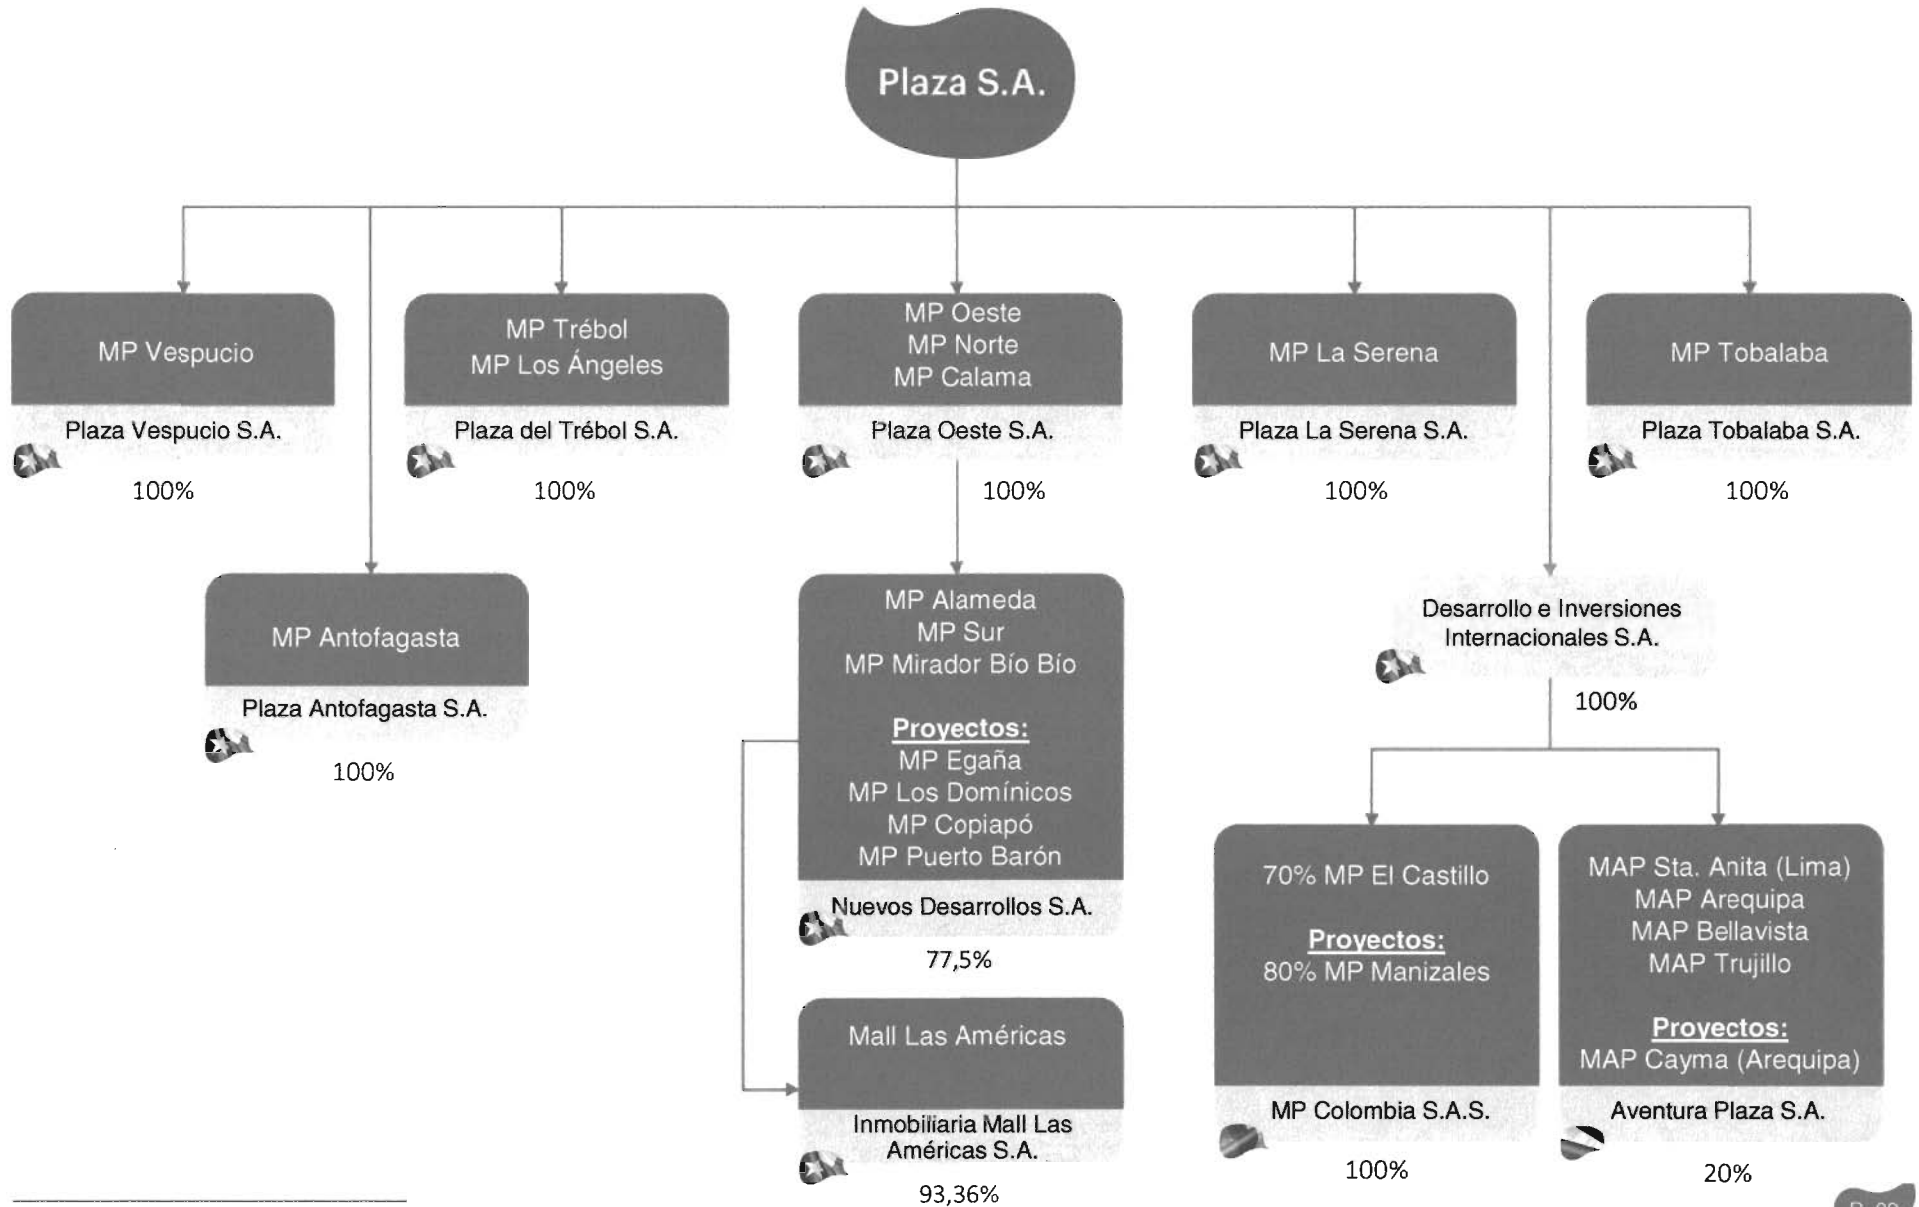 Plaza S.A.
MP Vespucio
Plaza Vespucio S.A.
100%
MP Trébol
MP Los Ángeles
Plaza del Trébol S.A.
100%
MP Oeste
MP Norte
MP Calama
Plaza Oeste S.A.
100%
MP La Serena
Plaza La Serena S.A.
100%
MP Tobalaba
Plaza Tobalaba S.A.
100%
MP Antofagasta
Plaza Antofagasta S.A.
100%
MP Alameda
MP Sur
MP Mirador Bío Bío
Proyectos:
MP Egaña
MP Los Domínicos
MP Copiapó
MP Puerto Barón
Nuevos Desarrollos S.A.
77,5%
Mall Las Américas
Inmobiliaria Mall Las
Américas S.A.
93,36%
Desarrollo e Inversiones
Internacionales S.A.
100%
70% MP El Castillo
Proyectos:
80% MP Manizales
MP Colombia S.A.S.
100%
MAP Sta. Anita (Lima)
MAP Arequipa
MAP Bellavista
MAP Trujillo
Proyectos:
MAP Cayma (Arequipa)
Aventura Plaza S.A.
20%